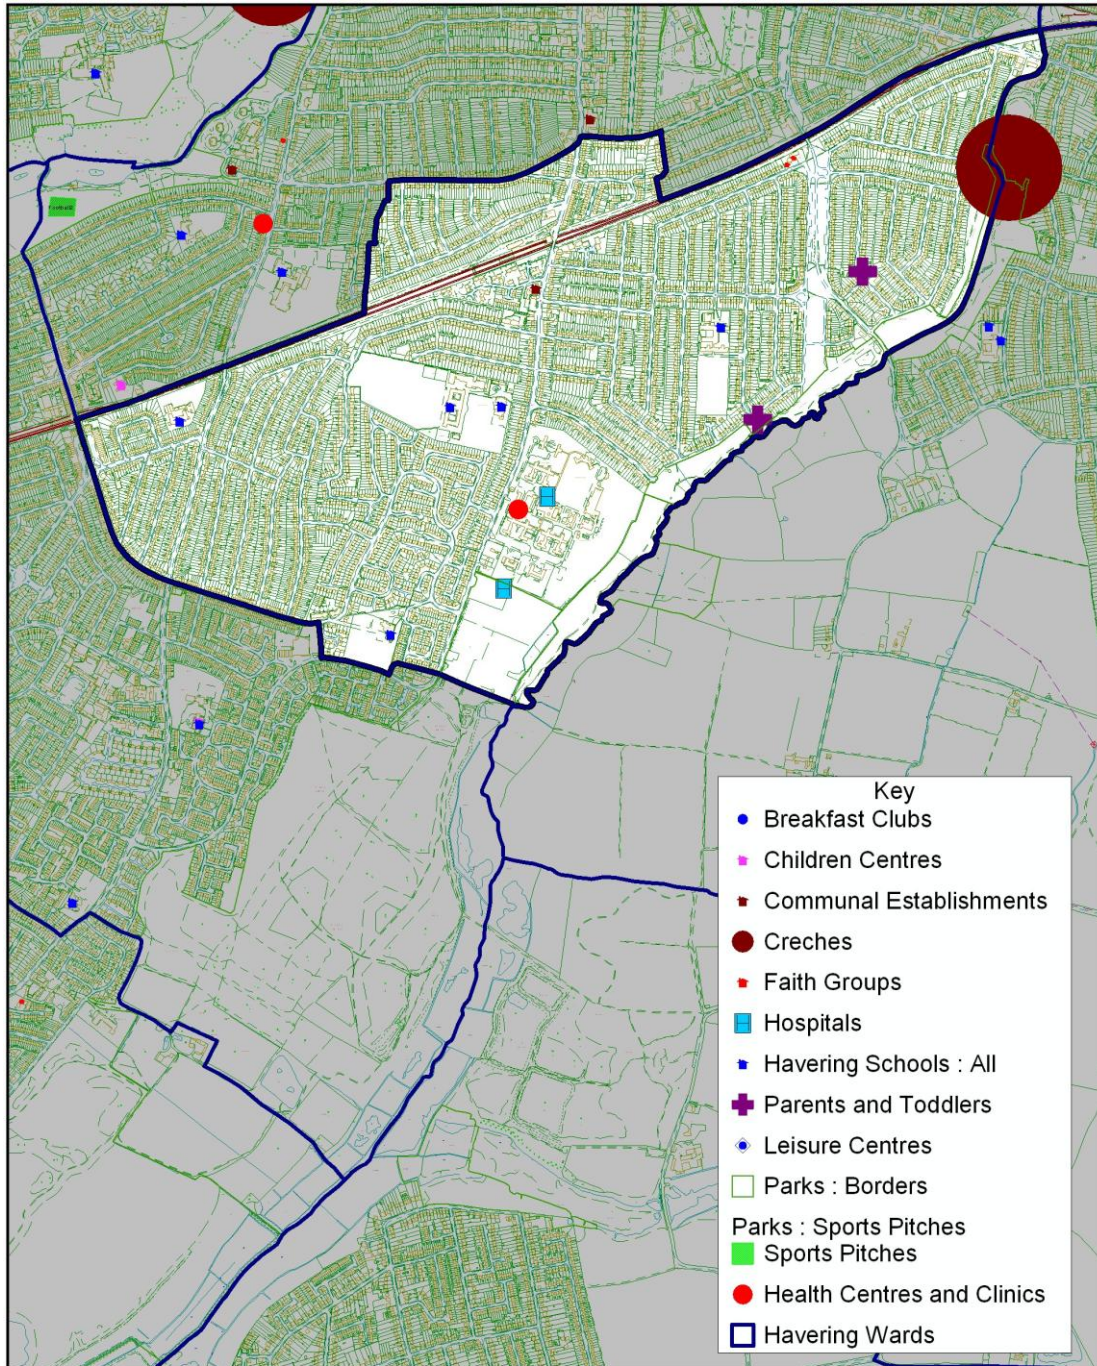 Key
Breakfast Clubs
Children Centres
Communal Establishments
Creches
Faith Groups
Hospitals
Havering Schools : All
Parents and Toddlers
Leisure Centres
Parks : Borders
Parks : Sports Pitches
Sports Pitches
Health Centres and Clinics
Havering Wards